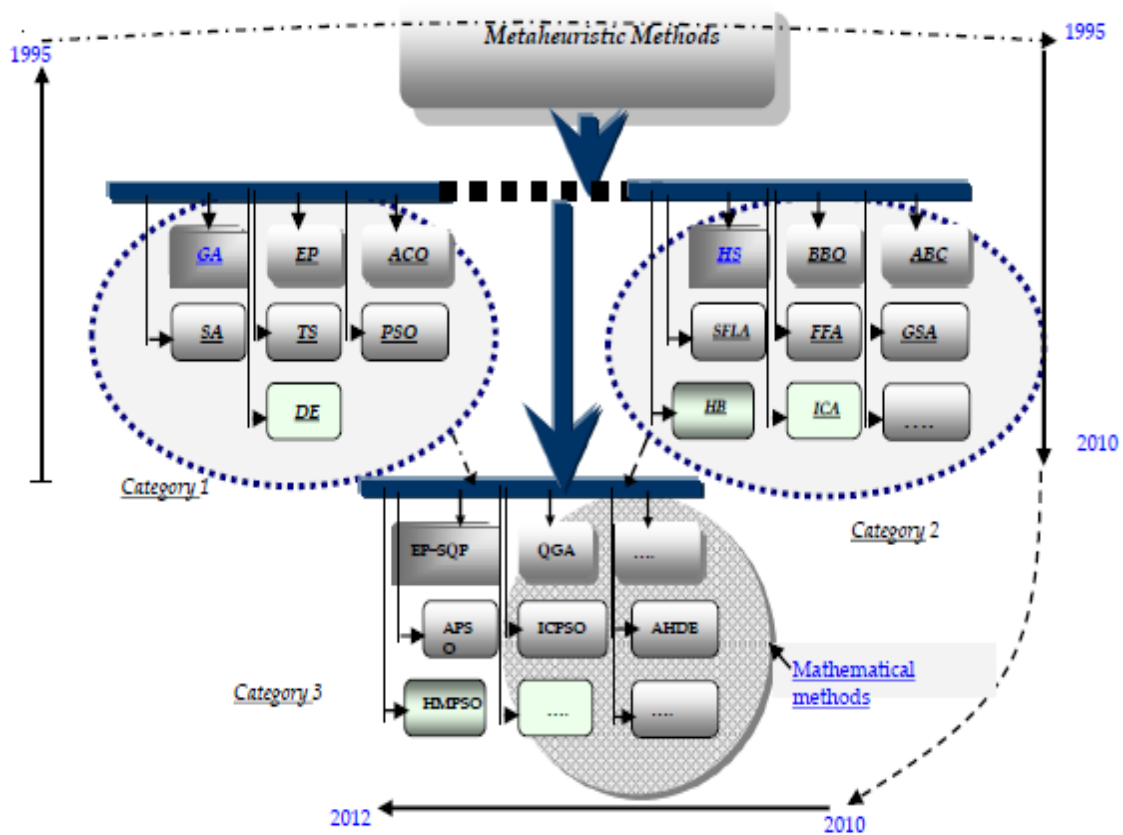 Metaheuristic Methods
1995
1995
GA
EP
ACO
SA
TS
PSO
DE
Category 1
HS
BBO
ABC
SFLA
FFA
GSA
HB
ICA
....
2010
Category 2
EP-SQP
QGA
....
APS
O
ICPSO
AHDE
HMPSO
....
....
Category 3
Mathematical
methods
2012
2010